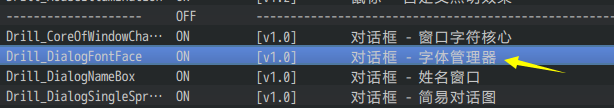 ------------------- OFF -----------------------------------------------
Drill_CoreOfWindowCha… ON [v1.0] 对话框 - 窗口字符核心
Drill_DialogFontFace ON [v1.0] 对话框 - 字体管理器
Drill_DialogNameBox ON [v1.0] 对话框 - 姓名窗口
Drill_DialogSingleSpr… ON [v1.0] 对话框 - 简易对话图